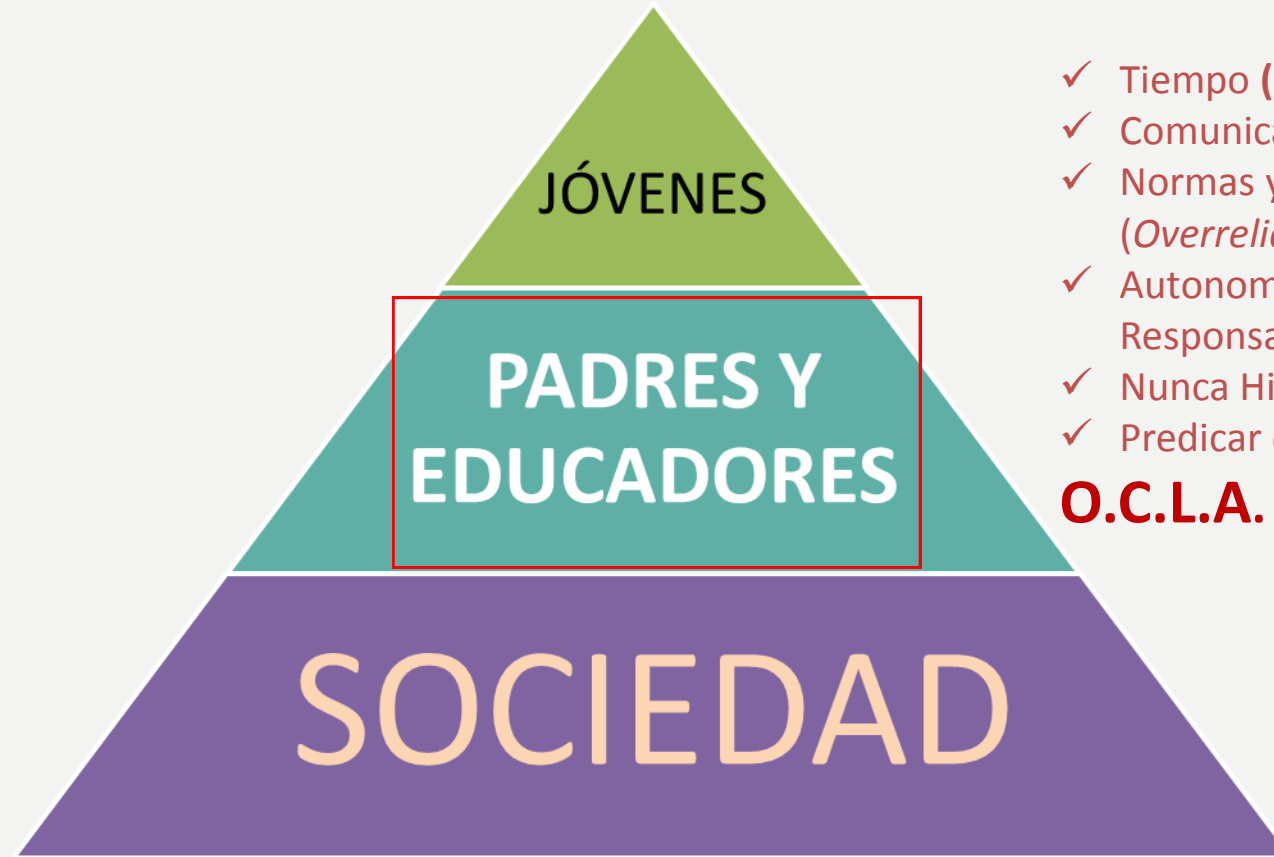 JÓVENES
PADRES Y
EDUCADORES
SOCIEDAD
✓ Tiempo (
✓ Comunica
✓ Normas y
(Overrelia
✓ Autonom
Responsa
✓ Nunca Hi
✓ Predicar
O.C.L.A.